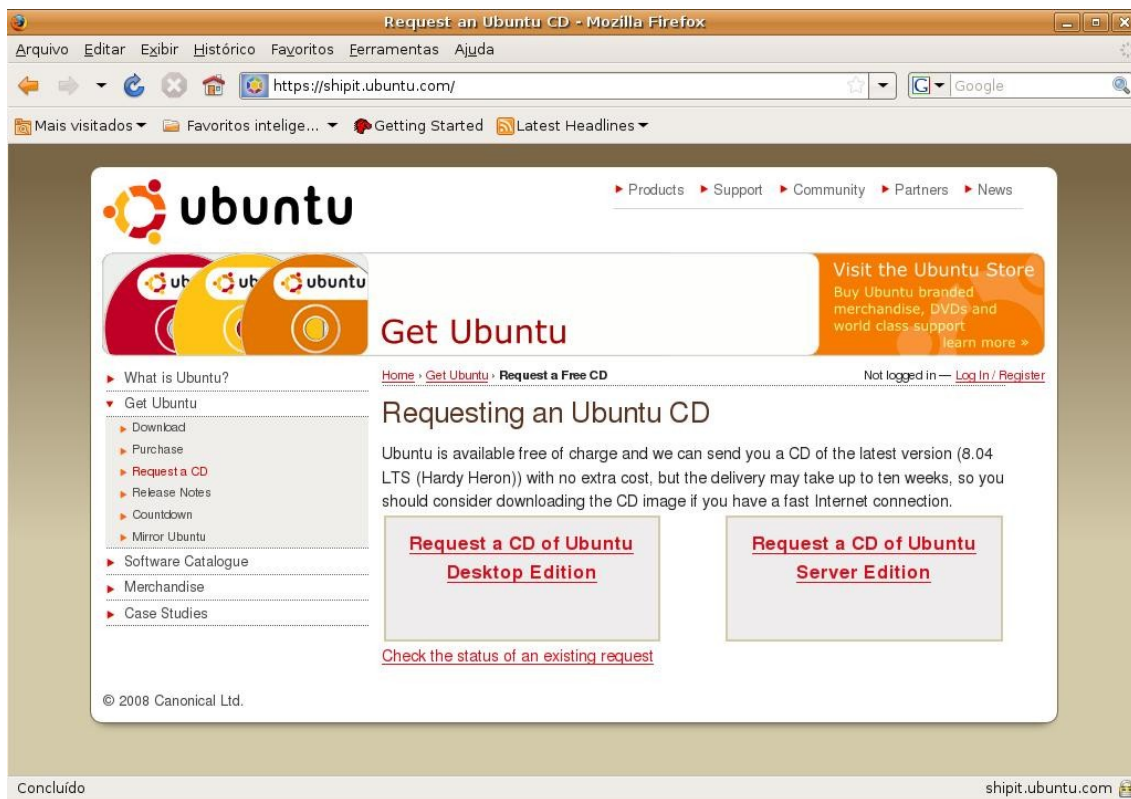 Request an Ubuntu CD - Mozilla Firefox
Arquivo Editar Exibir Histórico Favoritos Ferramentas Ajuda
https://shipit.ubuntu.com/
G Google
Mais visitados Favoritos intelige... Getting Started Latest Headlines
ubuntu
Products Support Community Partners News
ub ub ubuntu
Get Ubuntu
Visit the Ubuntu Store
Buy Ubuntu branded
merchandise, DVDs and
world class support
learn more »
What is Ubuntu?
Get Ubuntu
Download
Purchase
Request a CD
Release Notes
Countdown
Mirror Ubuntu
Software Catalogue
Merchandise
Case Studies
Home › Get Ubuntu › Request a Free CD
Not logged in — Log In / Register
Requesting an Ubuntu CD
Ubuntu is available free of charge and we can send you a CD of the latest version (8.04
LTS (Hardy Heron)) with no extra cost, but the delivery may take up to ten weeks, so you
should consider downloading the CD image if you have a fast Internet connection.
Request a CD of Ubuntu
Desktop Edition
Request a CD of Ubuntu
Server Edition
Check the status of an existing request
© 2008 Canonical Ltd.
Concluído
shipit.ubuntu.com